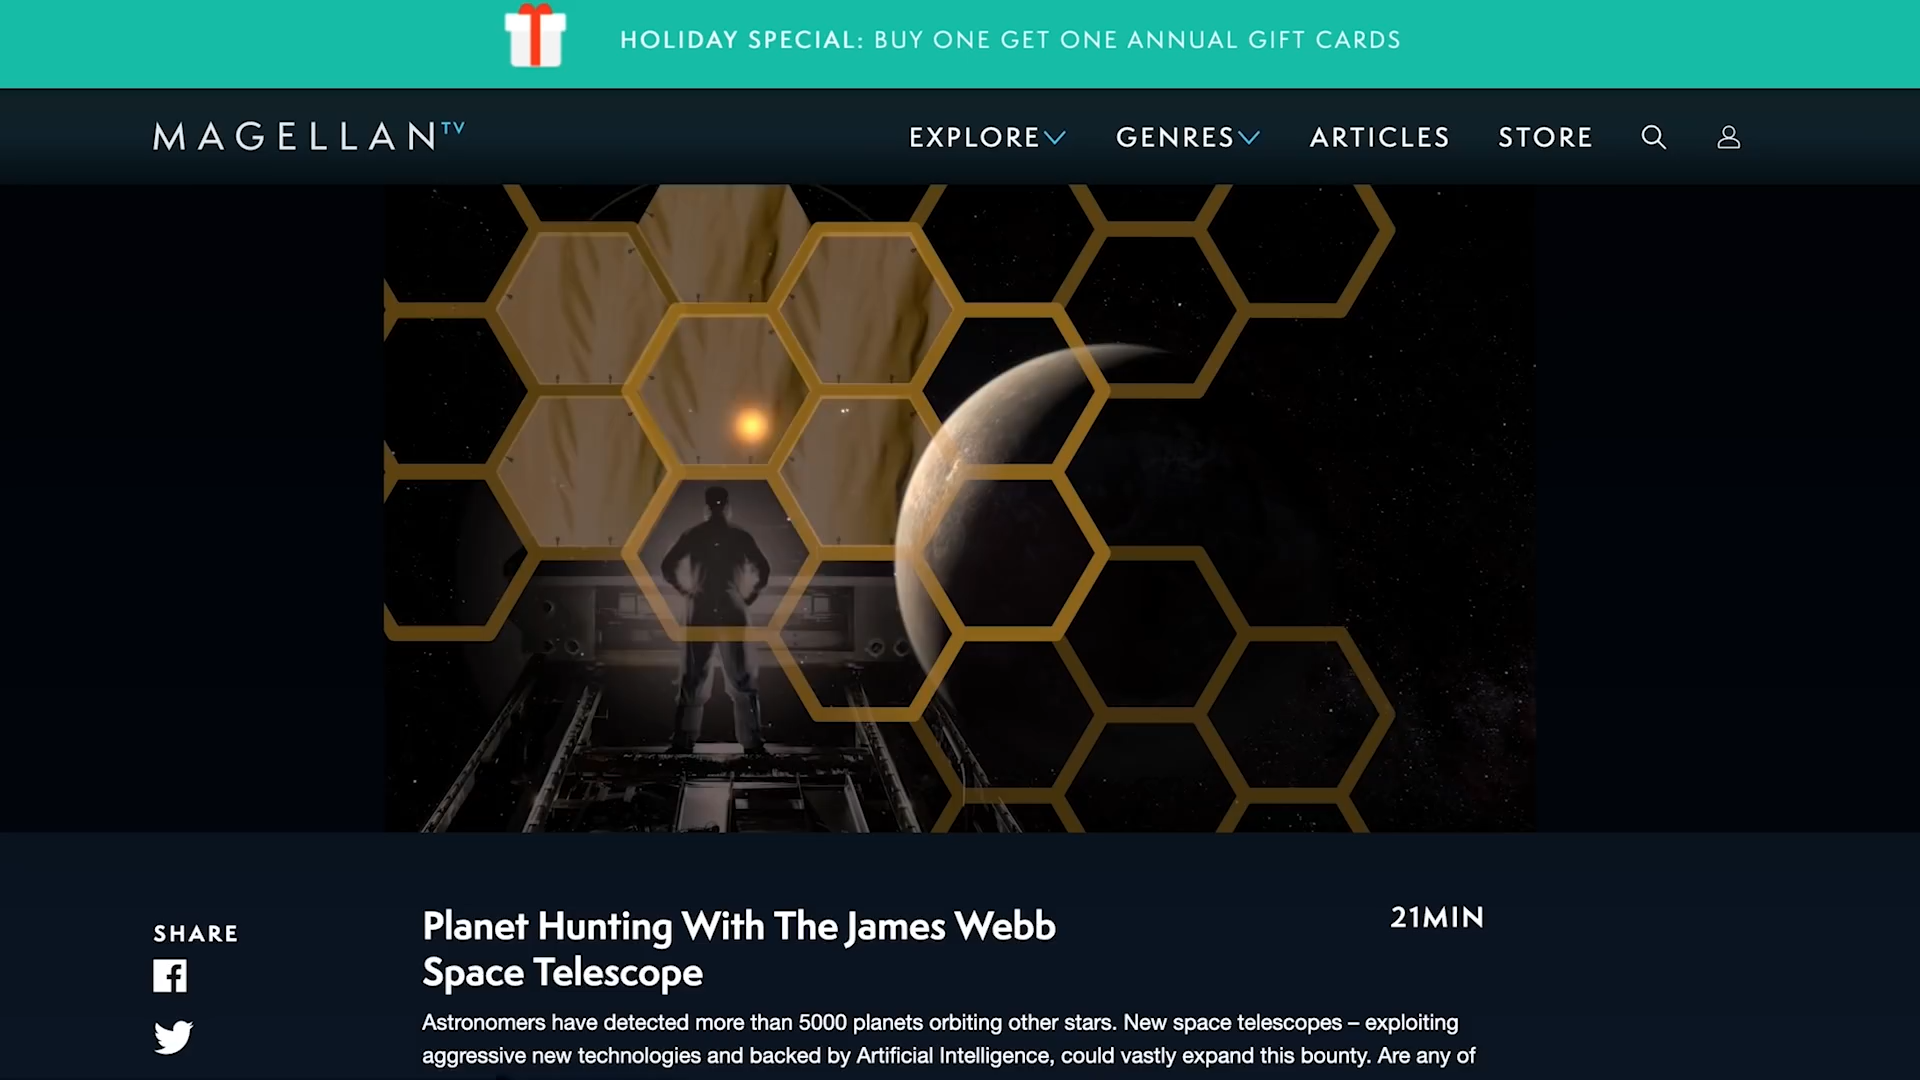 HOLIDAY SPECIAL: BUY ONE GET ONE ANNUAL GIFT CARDS
MAGELLANTV
EXPLORE
GENRES
ARTICLES
STORE
SHARE
Planet Hunting With The James Webb
Space Telescope
21MIN
Astronomers have detected more than 5000 planets orbiting other stars. New space telescopes – exploiting
aggressive new technologies and backed by Artificial Intelligence, could vastly expand this bounty. Are any of